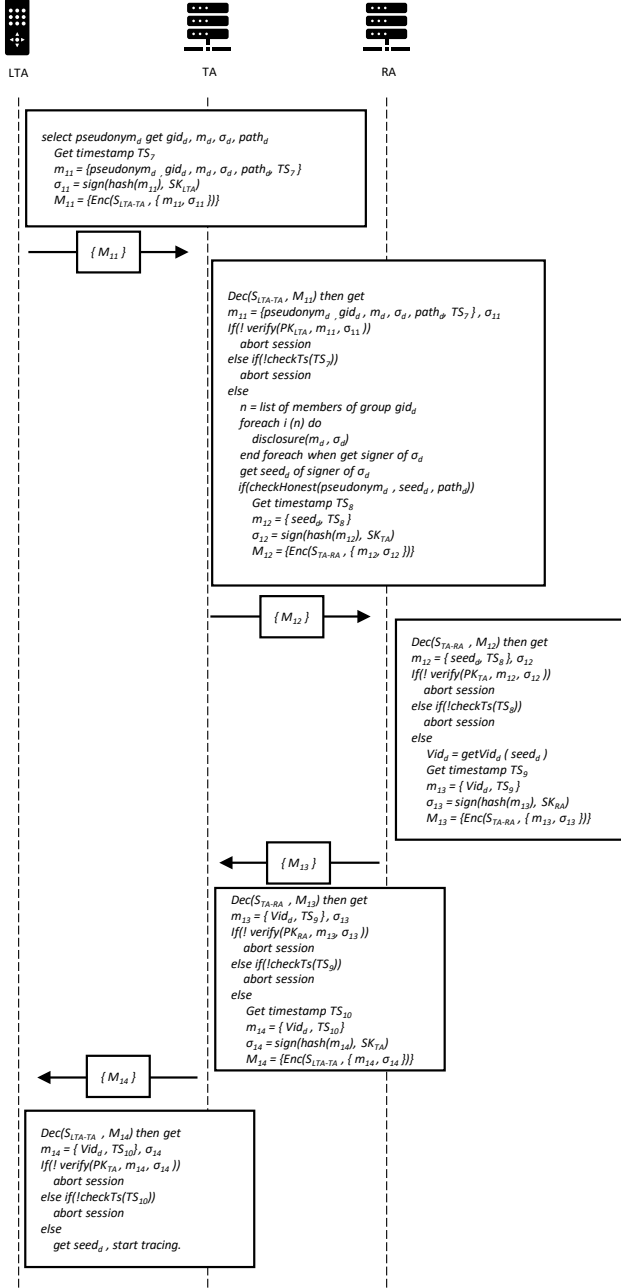 LTA
TA
RA
select pseudonym_d get gid_d , m_d , σ_d , path_d
Get timestamp TS_7
m_11 = {pseudonym_d , gid_d , m_d , σ_d , path_d, TS_7 }
σ_11 = sign(hash(m_11), SK_LTA)
M_11 = {Enc(S_LTA-TA , { m_11, σ_11 })}
{ M_11 }
Dec(S_LTA-TA , M_11) then get
m_11 = {pseudonym_d , gid_d , m_d , σ_d , path_d, TS_7 } , σ_11
If(! verify(PK_LTA , m_11 , σ_11 ))
abort session
else if(!checkTs(TS_7))
abort session
else
n = list of members of group gid_d
foreach i (n) do
disclosure(m_d , σ_d)
end foreach when get signer of σ_d
get seed_d of signer of σ_d
if(checkHonest(pseudonym_d , seed_d , path_d))
Get timestamp TS_8
m_12 = { seed_d, TS_8 }
σ_12 = sign(hash(m_12), SK_TA)
M_12 = {Enc(S_TA-RA , { m_12, σ_12 })}
{ M_12 }
Dec(S_TA-RA , M_12) then get
m_12 = { seed_d, TS_8 }, σ_12
If(! verify(PK_TA , m_12, σ_12 ))
abort session
else if(!checkTs(TS_8))
abort session
else
Vid_d = getVid_d ( seed_d )
Get timestamp TS_9
m_13 = { Vid_d , TS_9 }
σ_13 = sign(hash(m_13), SK_RA)
M_13 = {Enc(S_TA-RA , { m_13, σ_13 })}
{ M_13 }
Dec(S_TA-RA , M_13) then get
m_13 = { Vid_d , TS_9 } , σ_13
If(! verify(PK_RA , m_13, σ_13 ))
abort session
else if(!checkTs(TS_9))
abort session
else
Get timestamp TS_10
m_14 = { Vid_d , TS_10}
σ_14 = sign(hash(m_14), SK_TA)
M_14 = {Enc(S_LTA-TA , { m_14 , σ_14 })}
{ M_14 }
Dec(S_LTA-TA , M_14) then get
m_14 = { Vid_d , TS_10}, σ_14
If(! verify(PK_TA , m_14, σ_14 ))
abort session
else if(!checkTs(TS_10))
abort session
else
get seed_d , start tracing.